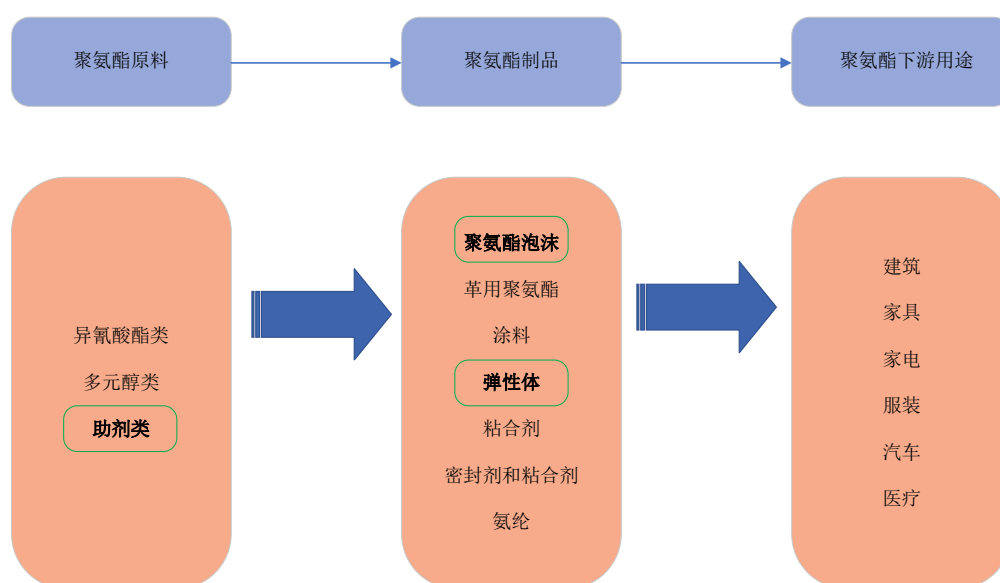 聚氨酯原料
聚氨酯制品
聚氨酯下游用途
异氰酸酯类
多元醇类
助剂类
聚氨酯泡沫
革用聚氨酯
涂料
弹性体
粘合剂
密封剂和粘合剂
氨纶
建筑
家具
家电
服装
汽车
医疗